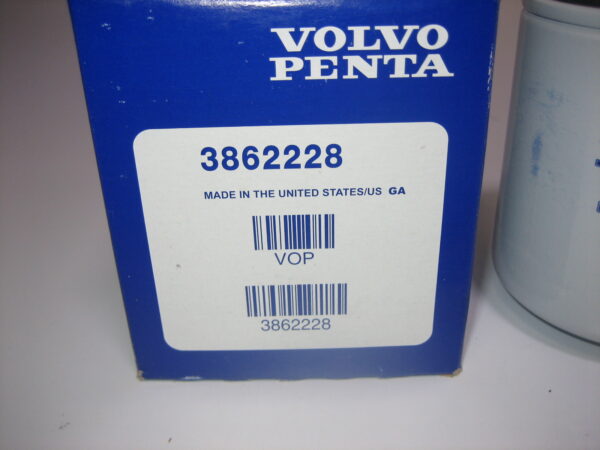 VOLVO
PENTA
3862228
MADE IN THE UNITED STATES/US GA
VOP
3862228